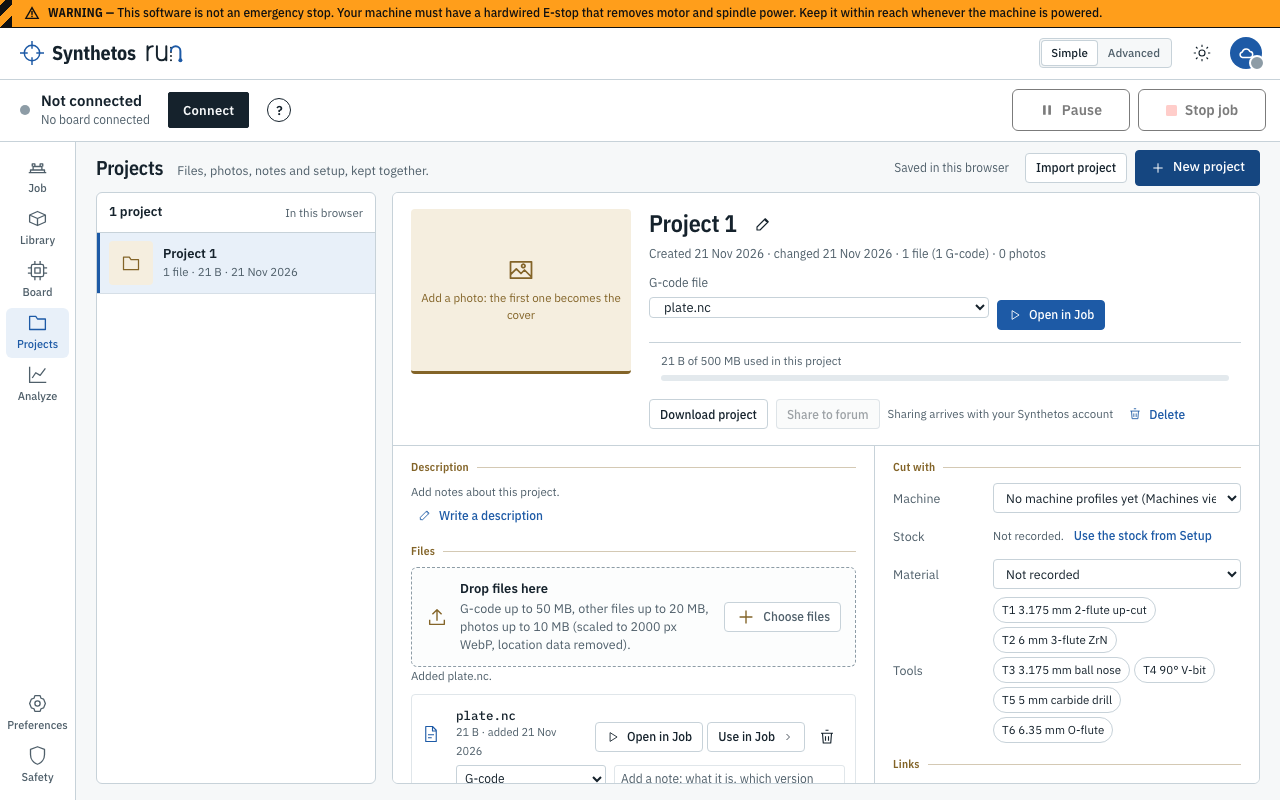 WARNING — This software is not an emergency stop. Your machine must have a hardwired E-stop that removes motor and spindle power. Keep it within reach whenever the machine is powered.
Synthetos run
Simple Advanced
Not connected
No board connected
Connect
?
Pause
Stop job
Job
Library
Board
Projects
Analyze
Preferences
Safety
Projects Files, photos, notes and setup, kept together.
Saved in this browser
Import project
New project
1 project In this browser
Project 1
1 file · 21 B · 21 Nov 2026
Add a photo: the first one becomes the
cover
Project 1
Created 21 Nov 2026 · changed 21 Nov 2026 · 1 file (1 G-code) · 0 photos
G-code file
plate.nc
Open in Job
21 B of 500 MB used in this project
Download project
Share to forum
Sharing arrives with your Synthetos account
Delete
Description
Add notes about this project.
Write a description
Files
Drop files here
G-code up to 50 MB, other files up to 20 MB,
photos up to 10 MB (scaled to 2000 px
WebP, location data removed).
Choose files
Added plate.nc.
plate.nc
21 B · added 21 Nov
2026
Open in Job
Use in Job
G-code
Add a note: what it is, which version
Cut with
Machine No machine profiles yet (Machines vie
Stock Not recorded. Use the stock from Setup
Material Not recorded
Tools
T1 3.175 mm 2-flute up-cut
T2 6 mm 3-flute ZrN
T3 3.175 mm ball nose T4 90° V-bit
T5 5 mm carbide drill
T6 6.35 mm O-flute
Links